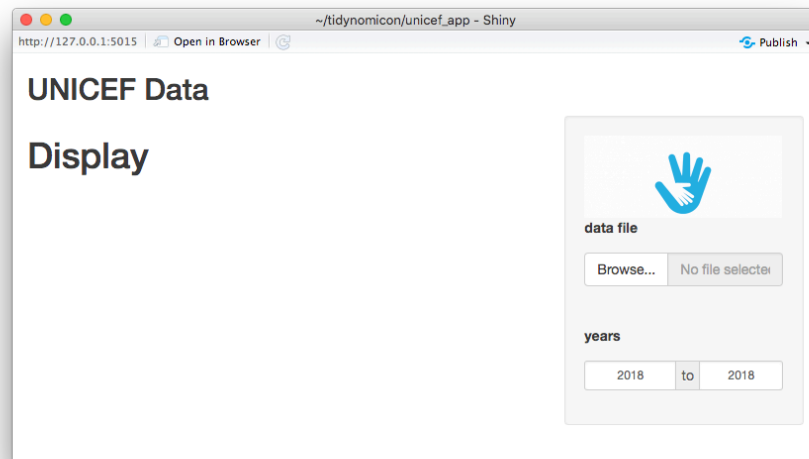 ~/tidynomicon/unicef_app - Shiny
http://127.0.0.1:5015 Open in Browser Publish
UNICEF Data
Display
data file
Browse... No file selected
years
2018 to 2018